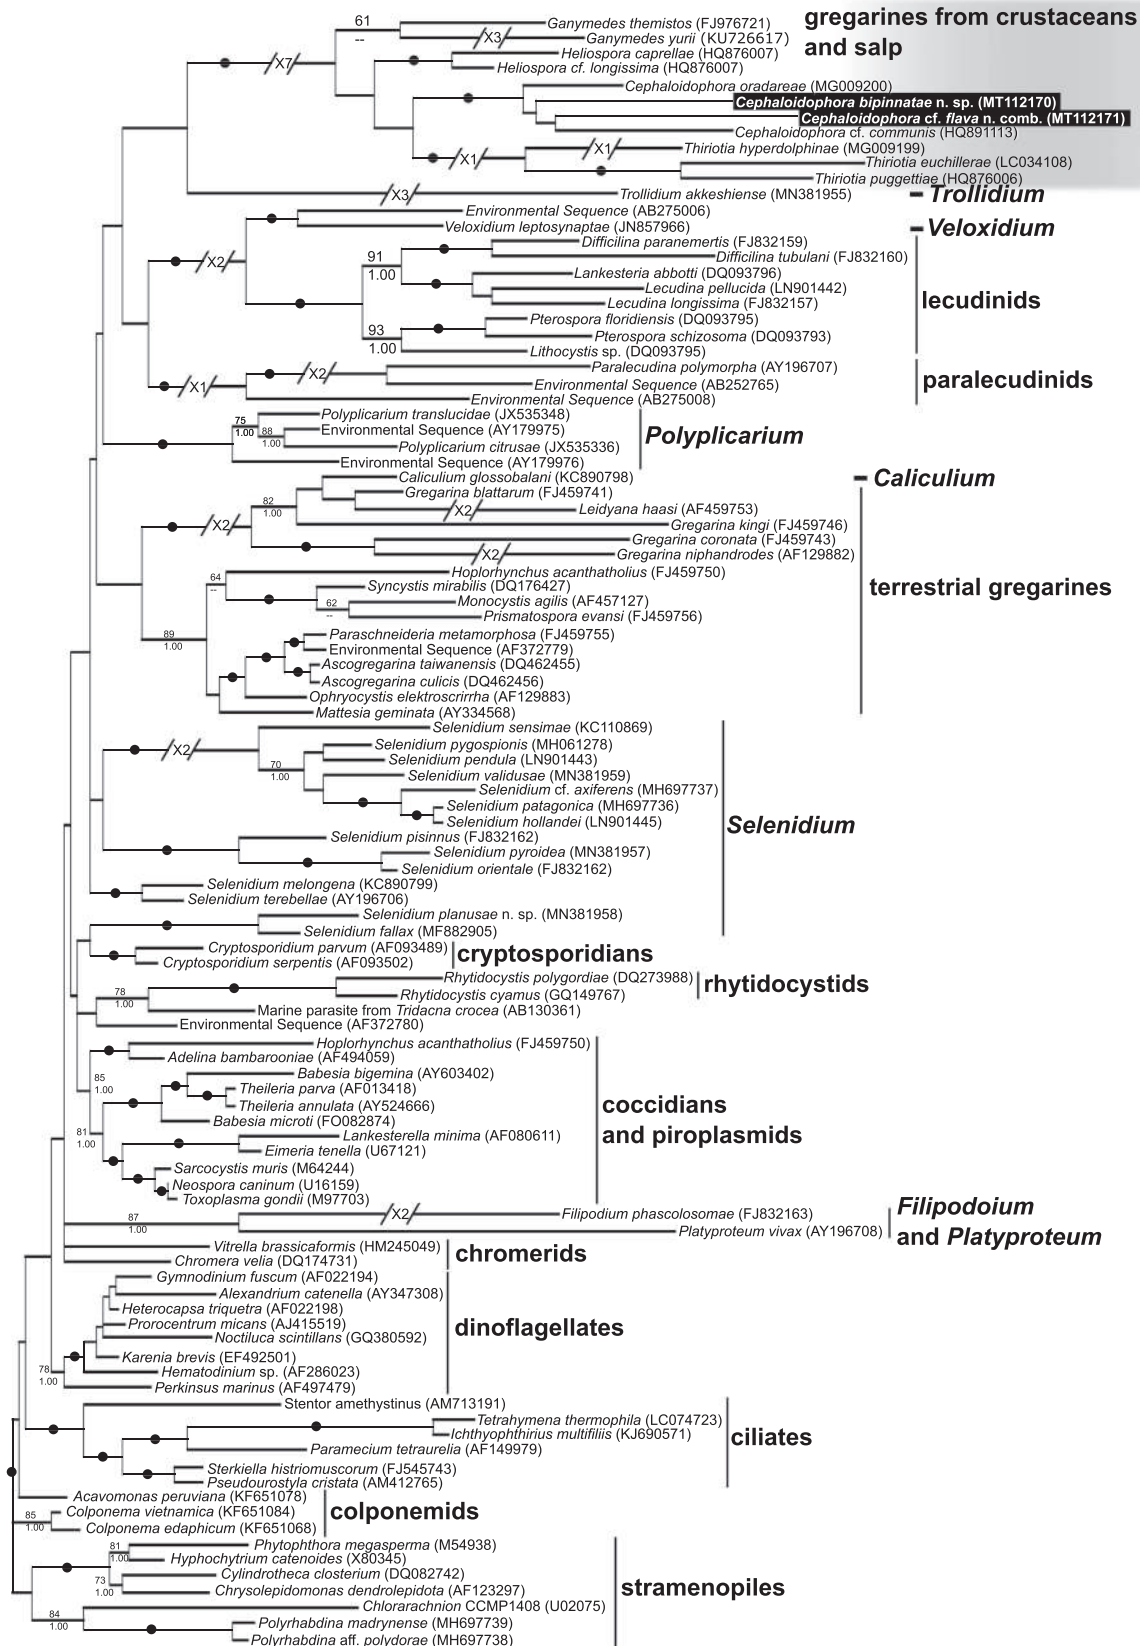 gregarines from crustaceans
and salp
61
--
Ganymedes themistos (FJ976721)
X3
Ganymedes yurii (KU726617)
X7
Heliospora caprellae (HQ876007)
Heliospora cf. longissima (HQ876007)
Cephaloidophora oradareae (MG009200)
Cephaloidophora bipinnatae n. sp. (MT112170)
Cephaloidophora cf. flava n. comb. (MT112171)
Cephaloidophora cf. communis (HQ891113)
X1
X1
Thiriotia hyperdolphinae (MG009199)
Thiriotia euchillerae (LC034108)
Thiriotia puggettiae (HQ876006)
X3
Trollidium akkeshiense (MN381955)
Trollidium
Environmental Sequence (AB275006)
Veloxidium leptosynaptae (JN857966)
Veloxidium
X2
91
1.00
Difficilina paranemertis (FJ832159)
Difficilina tubulani (FJ832160)
Lankesteria abbotti (DQ093796)
Lecudina pellucida (LN901442)
Lecudina longissima (FJ832157)
lecudinids
93
1.00
Pterospora floridiensis (DQ093795)
Pterospora schizosoma (DQ093793)
Lithocystis sp. (DQ093795)
X1
X2
Paralecudina polymorpha (AY196707)
Environmental Sequence (AB252765)
Environmental Sequence (AB275008)
paralecudinids
75
1.00
88
1.00
Polyplicarium translucidae (JX535348)
Environmental Sequence (AY179975)
Polyplicarium citrusae (JX535336)
Environmental Sequence (AY179976)
Polyplicarium
Caliculium glossobalani (KC890798)
Caliculium
82
1.00
X2
Gregarina blattarum (FJ459741)
X2
Leidyana haasi (AF459753)
Gregarina kingi (FJ459746)
Gregarina coronata (FJ459743)
X2
Gregarina niphandrodes (AF129882)
64
--
Hoplorhynchus acanthatholius (FJ459750)
Syncystis mirabilis (DQ176427)
62
--
Monocystis agilis (AF457127)
Prismatospora evansi (FJ459756)
terrestrial gregarines
89
1.00
Paraschneideria metamorphosa (FJ459755)
Environmental Sequence (AF372779)
Ascogregarina taiwanensis (DQ462455)
Ascogregarina culicis (DQ462456)
Ophryocystis elektroscrirrha (AF129883)
Mattesia geminata (AY334568)
X2
Selenidium sensimae (KC110869)
70
1.00
Selenidium pygospionis (MH061278)
Selenidium pendula (LN901443)
Selenidium validusae (MN381959)
Selenidium cf. axiferens (MH697737)
Selenidium patagonica (MH697736)
Selenidium hollandei (LN901445)
Selenidium
Selenidium pisinnus (FJ832162)
Selenidium pyroidea (MN381957)
Selenidium orientale (FJ832162)
Selenidium melongena (KC890799)
Selenidium terebellae (AY196706)
Selenidium planusae n. sp. (MN381958)
Selenidium fallax (MF882905)
Cryptosporidium parvum (AF093489)
Cryptosporidium serpentis (AF093502)
cryptosporidians
78
1.00
Rhytidocystis polygordiae (DQ273988)
Rhytidocystis cyamus (GQ149767)
rhytidocystids
Marine parasite from Tridacna crocea (AB130361)
Environmental Sequence (AF372780)
85
1.00
Hoplorhynchus acanthatholius (FJ459750)
Adelina bambarooniae (AF494059)
Babesia bigemina (AY603402)
Theileria parva (AF013418)
Theileria annulata (AY524666)
Babesia microti (FO082874)
81
1.00
Lankesterella minima (AF080611)
Eimeria tenella (U67121)
Sarcocystis muris (M64244)
Neospora caninum (U16159)
Toxoplasma gondii (M97703)
coccidians
and piroplasmids
87
1.00
X2
Filipodium phascolosomae (FJ832163)
Platyproteum vivax (AY196708)
Filipodoium
and Platyproteum
Vitrella brassicaformis (HM245049)
Chromera velia (DQ174731)
chromerids
Gymnodinium fuscum (AF022194)
Alexandrium catenella (AY347308)
Heterocapsa triquetra (AF022198)
Prorocentrum micans (AJ415519)
Noctiluca scintillans (GQ380592)
Karenia brevis (EF492501)
Hematodinium sp. (AF286023)
Perkinsus marinus (AF497479)
dinoflagellates
78
1.00
Stentor amethystinus (AM713191)
Tetrahymena thermophila (LC074723)
Ichthyophthirius multifiliis (KJ690571)
Paramecium tetraurelia (AF149979)
Sterkiella histriomuscorum (FJ545743)
Pseudourostyla cristata (AM412765)
ciliates
Acavomonas peruviana (KF651078)
85
1.00
Colponema vietnamica (KF651084)
Colponema edaphicum (KF651068)
colponemids
81
1.00
Phytophthora megasperma (M54938)
Hyphochytrium catenoides (X80345)
73
1.00
Cylindrotheca closterium (DQ082742)
Chrysolepidomonas dendrolepidota (AF123297)
stramenopiles
84
1.00
Chlorarachnion CCMP1408 (U02075)
Polyrhabdina madrynense (MH697739)
Polyrhabdina aff. polydorae (MH697738)